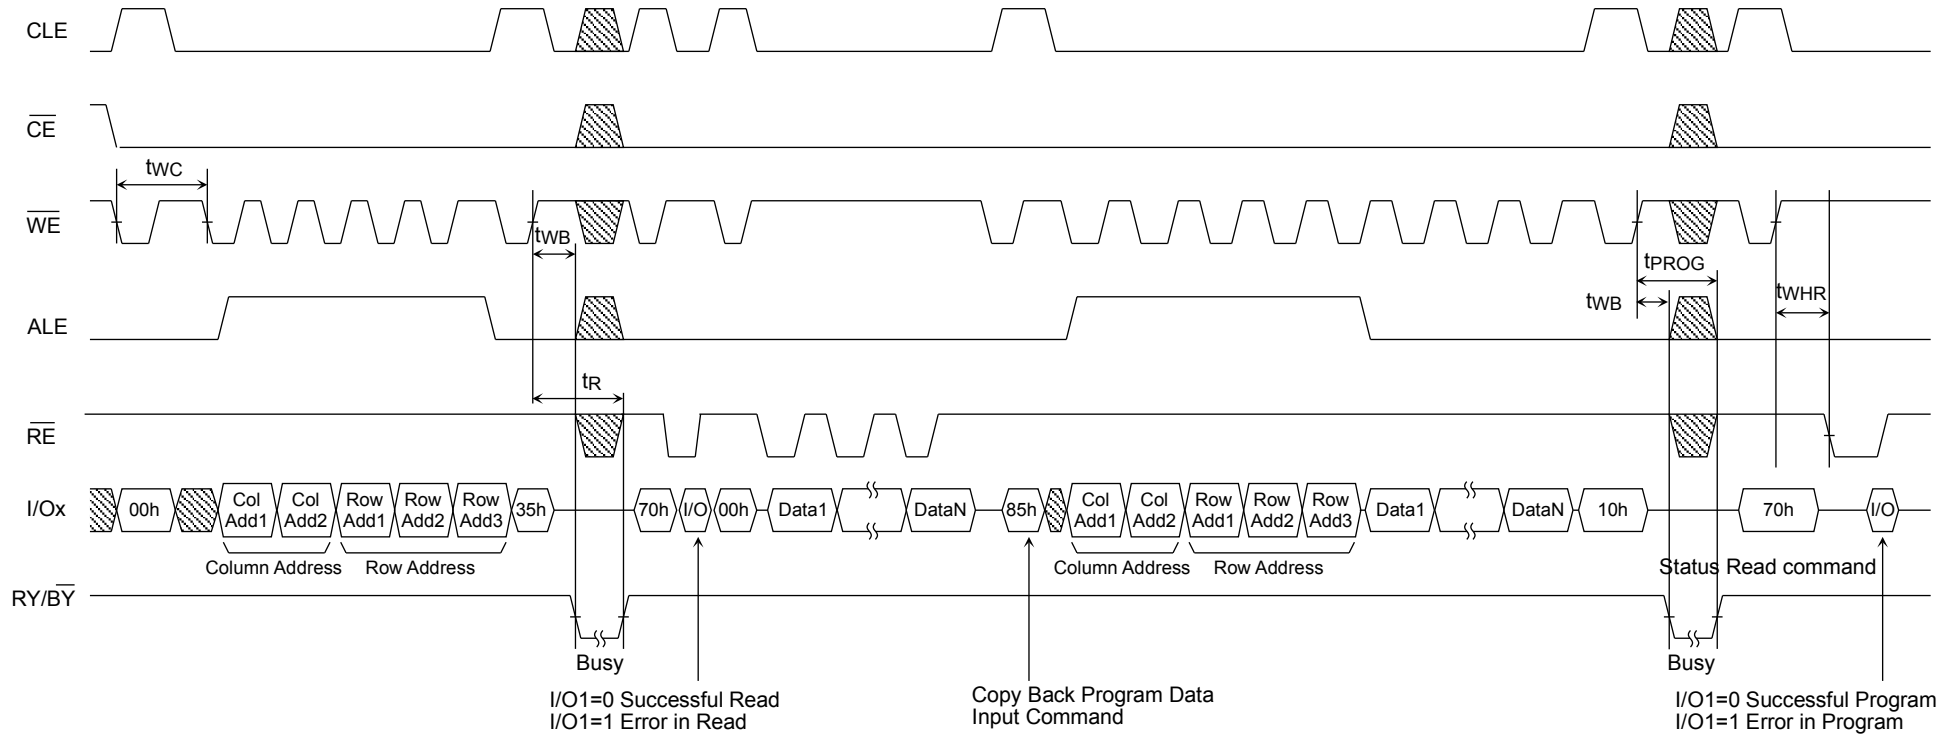 CLE
CE
tWC
WE
tWB
tPROG
tWB
tWHR
ALE
tR
RE
I/Ox
00h
Col Add1
Col Add2
Row Add1
Row Add2
Row Add3
35h
70h
I/O
00h
Data1
DataN
85h
Col Add1
Col Add2
Row Add1
Row Add2
Row Add3
Data1
DataN
10h
70h
I/O
Column Address
Row Address
Column Address
Row Address
Status Read command
RY/BY
Busy
Busy
I/O1=0 Successful Read
I/O1=1 Error in Read
Copy Back Program Data
Input Command
I/O1=0 Successful Program
I/O1=1 Error in Program